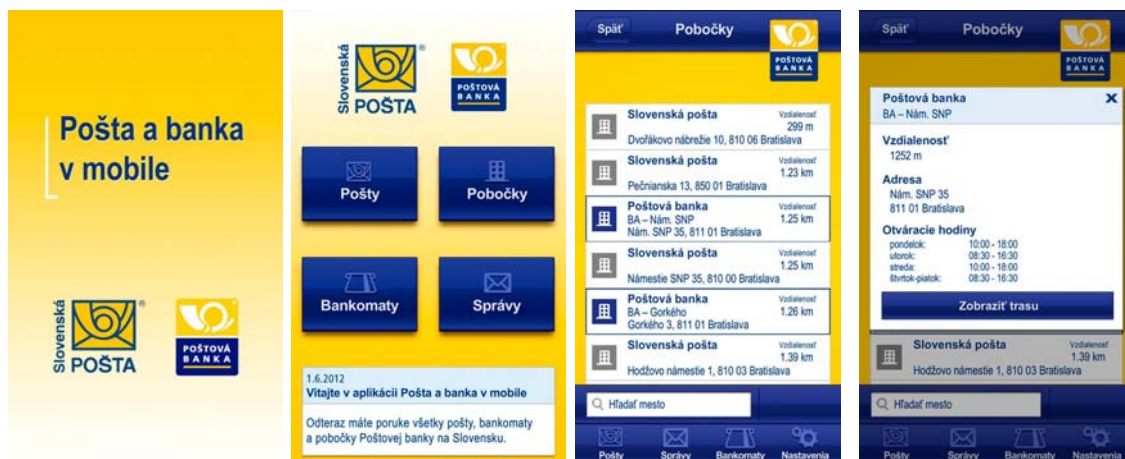 Pošta a banka
v mobile
Slovenská
POŠTA
POŠTOVÁ
BANKA
Slovenská
POŠTA
POŠTOVÁ
BANKA
Pošty
Pobočky
Bankomaty
Správy
1.6.2012
Vitajte v aplikácii Pošta a banka v mobile
Odteraz máte poruke všetky pošty, bankomaty
a pobočky Poštovej banky na Slovensku.
Späť
Pobočky
POŠTOVÁ
BANKA
Slovenská pošta
Vzdialenosť
299 m
Dvořákovo nábrežie 10, 810 06 Bratislava
Slovenská pošta
Vzdialenosť
1.23 km
Pečnianska 13, 850 01 Bratislava
Poštová banka
Vzdialenosť
BA – Nám. SNP
1.25 km
Nám. SNP 35, 811 01 Bratislava
Slovenská pošta
Vzdialenosť
1.25 km
Námestie SNP 35, 810 00 Bratislava
Poštová banka
Vzdialenosť
BA – Gorkého
1.26 km
Gorkého 3, 811 01 Bratislava
Slovenská pošta
Vzdialenosť
1.39 km
Hodžovo námestie 1, 810 03 Bratislava
Hľadať mesto
Pošty
Správy
Bankomaty
Nastavenia
Späť
Pobočky
POŠTOVÁ
BANKA
Poštová banka
BA – Nám. SNP
Vzdialenosť
1252 m
Adresa
Nám. SNP 35
811 01 Bratislava
Otváracie hodiny
pondelok: 10:00 - 18:00
utorok: 08:30 - 16:30
streda: 10:00 - 18:00
štvrtok-piatok: 08:30 - 16:30
Zobraziť trasu
Slovenská pošta
Vzdialenosť
1.39 km
Hodžovo námestie 1, 810 03 Bratislava
Hľadať mesto
Pošty
Správy
Bankomaty
Nastavenia